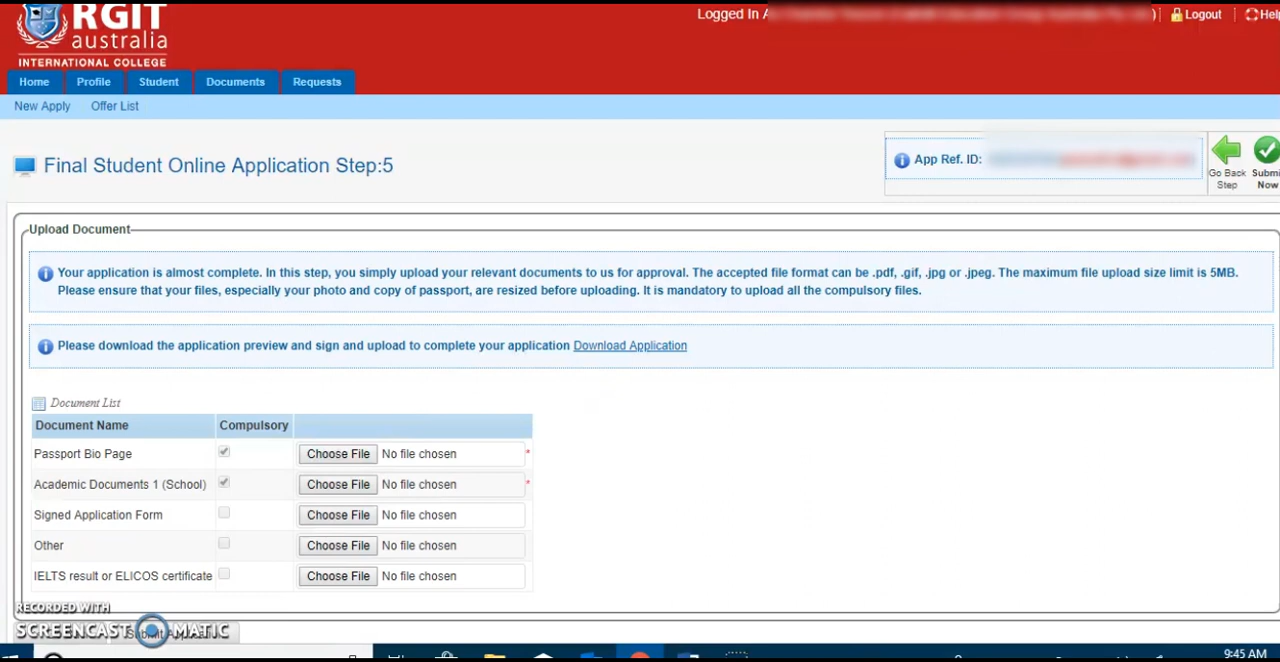 RGIT
australia
INTERNATIONAL COLLEGE
Logged In
Logout
Help
Home Profile Student Documents Requests
New Apply Offer List
Final Student Online Application Step:5
App Ref. ID:
Go Back Step
Submi Now
Upload Document
Your application is almost complete. In this step, you simply upload your relevant documents to us for approval. The accepted file format can be .pdf, .gif, .jpg or .jpeg. The maximum file upload size limit is 5MB.
Please ensure that your files, especially your photo and copy of passport, are resized before uploading. It is mandatory to upload all the compulsory files.
Please download the application preview and sign and upload to complete your application Download Application
Document List
Document Name Compulsory
Passport Bio Page Choose File No file chosen *
Academic Documents 1 (School) Choose File No file chosen *
Signed Application Form Choose File No file chosen
Other Choose File No file chosen
IELTS result or ELICOS certificate Choose File No file chosen
RECORDED WITH
SCREENCAST MATIC
9:45 AM